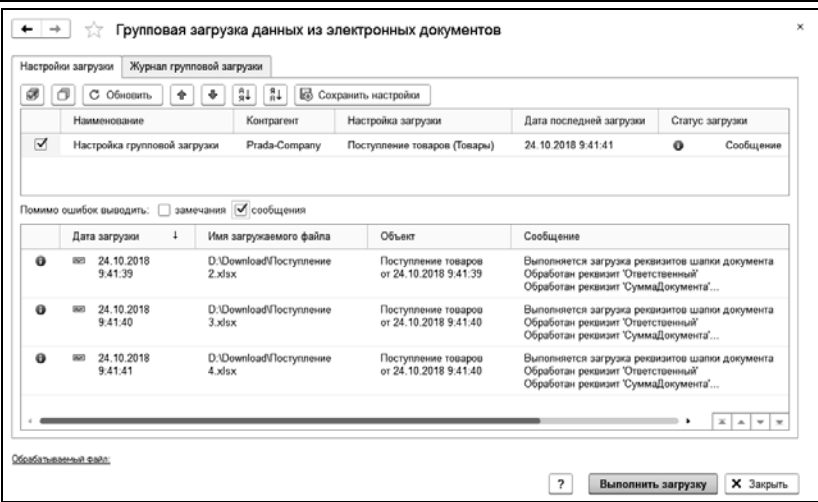 Групповая загрузка данных из электронных документов
Настройки загрузки Журнал групповой загрузки
Обновить Сохранить настройки
Наименование Контрагент Настройка загрузки Дата последней загрузки Статус загрузки
Настройка групповой загрузки Prada-Company Поступление товаров (Товары) 24.10.2018 9:41:41 Сообщение
Помимо ошибок выводить: замечания сообщения
Дата загрузки ↓ Имя загружаемого файла Объект Сообщение
24.10.2018 D:\Download\Поступление Поступление товаров Выполняется загрузка реквизитов шапки документа
9:41:39 2.xlsx от 24.10.2018 9:41:39 Обработан реквизит 'Ответственный'
Обработан реквизит 'СуммаДокумента'...
24.10.2018 D:\Download\Поступление Поступление товаров Выполняется загрузка реквизитов шапки документа
9:41:40 3.xlsx от 24.10.2018 9:41:40 Обработан реквизит 'Ответственный'
Обработан реквизит 'СуммаДокумента'...
24.10.2018 D:\Download\Поступление Поступление товаров Выполняется загрузка реквизитов шапки документа
9:41:41 4.xlsx от 24.10.2018 9:41:40 Обработан реквизит 'Ответственный'
Обработан реквизит 'СуммаДокумента'...
Обрабатываемый файл:
? Выполнить загрузку X Закрыть